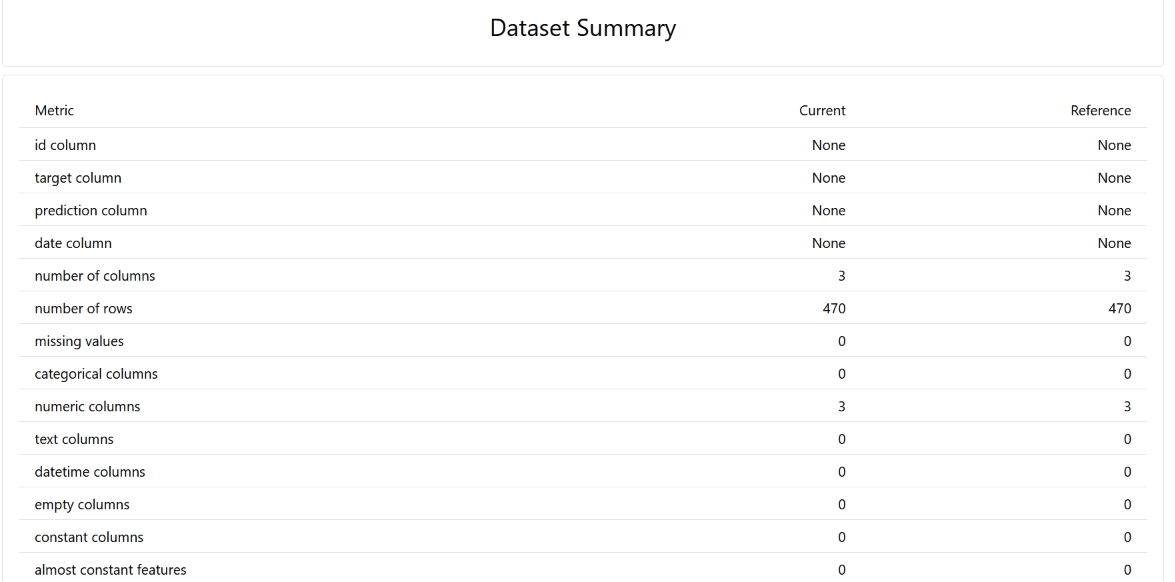 Dataset Summary
Metric Current Reference
id column None None
target column None None
prediction column None None
date column None None
number of columns 3 3
number of rows 470 470
missing values 0 0
categorical columns 0 0
numeric columns 3 3
text columns 0 0
datetime columns 0 0
empty columns 0 0
constant columns 0 0
almost constant features 0 0